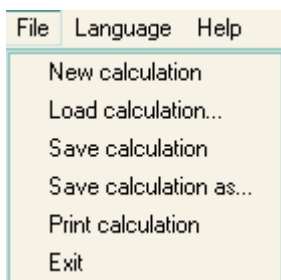 File Language Help
New calculation
Load calculation...
Save calculation
Save calculation as...
Print calculation
Exit